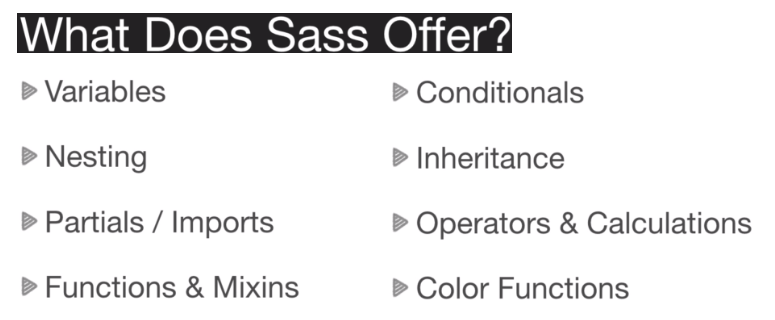 What Does Sass Offer?
Variables
Nesting
Partials / Imports
Functions & Mixins
Conditionals
Inheritance
Operators & Calculations
Color Functions